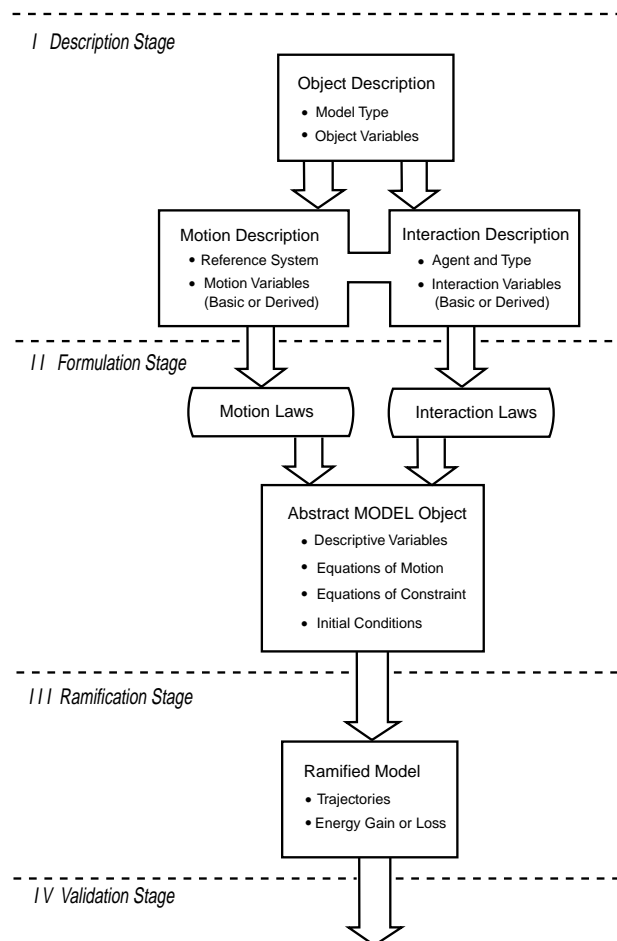 I Description Stage
Object Description
• Model Type
• Object Variables
Motion Description
• Reference System
• Motion Variables
(Basic or Derived)
Interaction Description
• Agent and Type
• Interaction Variables
(Basic or Derived)
II Formulation Stage
Motion Laws
Interaction Laws
Abstract MODEL Object
• Descriptive Variables
• Equations of Motion
• Equations of Constraint
• Initial Conditions
III Ramification Stage
Ramified Model
• Trajectories
• Energy Gain or Loss
IV Validation Stage